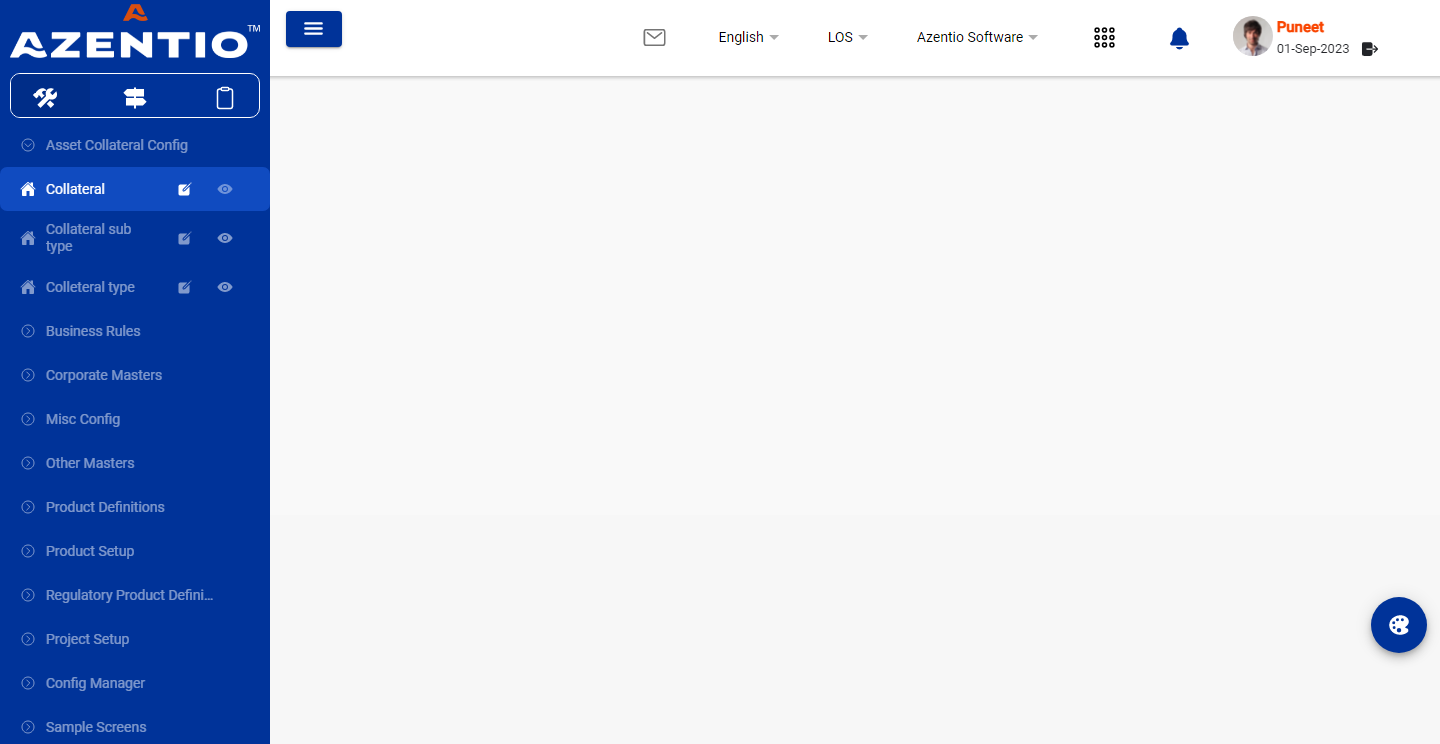 AZENTIO™
English
LOS
Azentio Software
Puneet
01-Sep-2023
Asset Collateral Config
Collateral
Collateral sub
type
Colleteral type
Business Rules
Corporate Masters
Misc Config
Other Masters
Product Definitions
Product Setup
Regulatory Product Defini...
Project Setup
Config Manager
Sample Screens